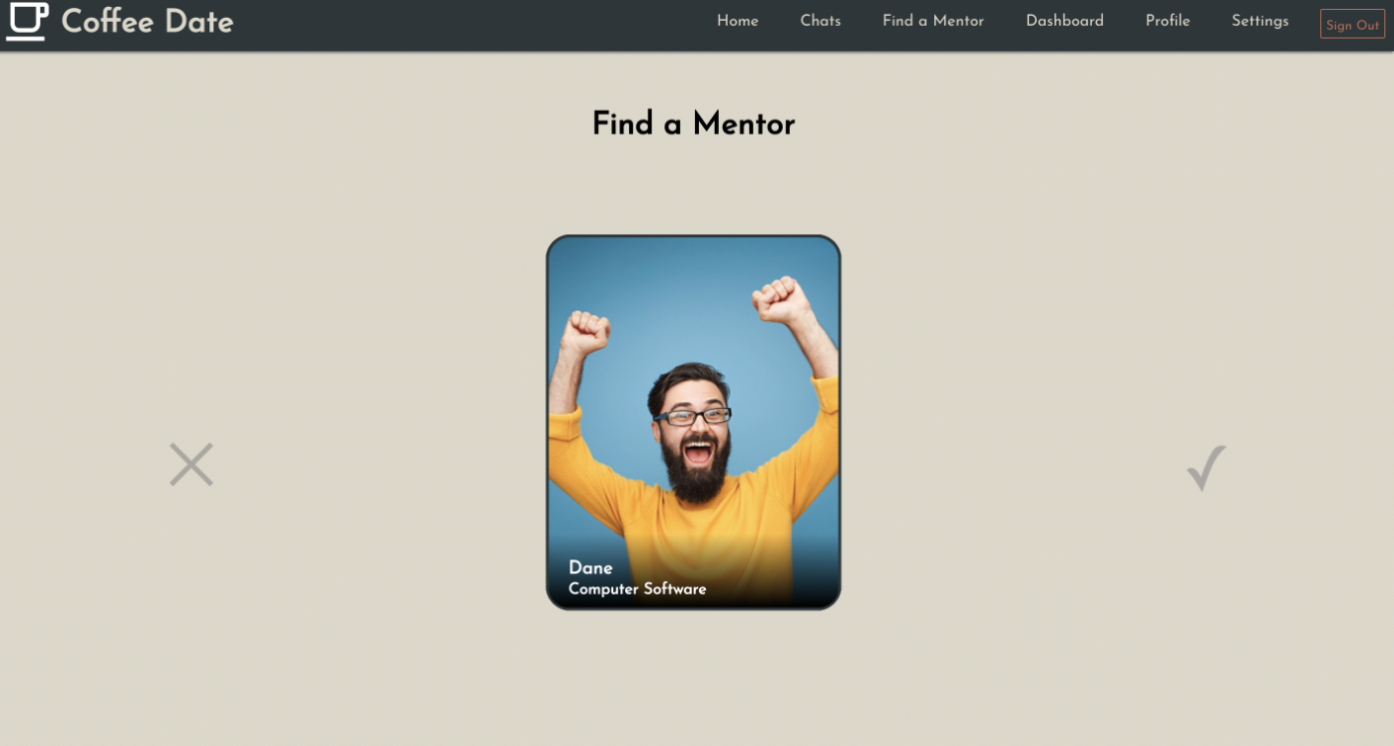 Coffee Date
Home Chats Find a Mentor Dashboard Profile Settings Sign Out
Find a Mentor
Dane
Computer Software